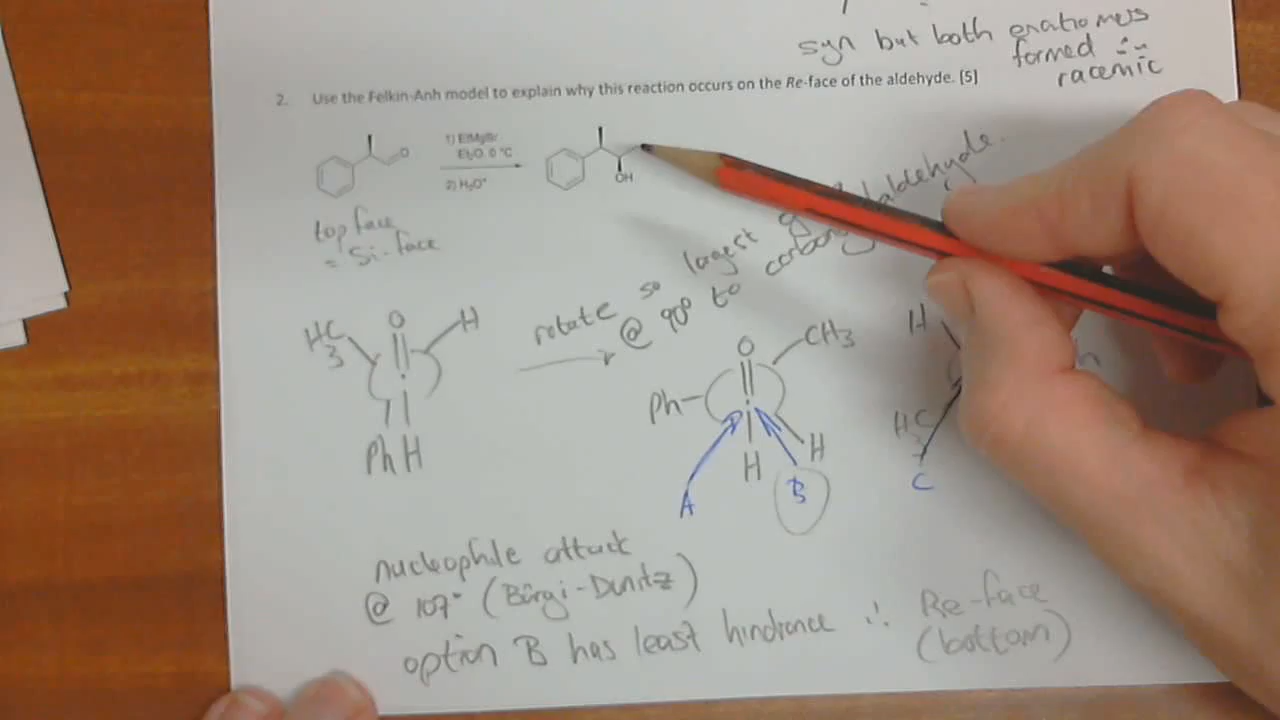 syn but both enatiomers
formed ∴
racemic
2. Use the Felkin-Anh model to explain why this reaction occurs on the Re-face of the aldehyde. [5]
1) EtMgBr
Et₂O, 0 °C
2) H₃O⁺
O
OH
top face
= Si-face
rotate so largest
@ 90° to carbon aldehyde.
H₃C O H
Ph H
O CH₃
Ph
H H
A B
H
H₃C
C
nucleophile attack
@ 107° (Bürgi-Dunitz)
option B has least hindrance ∴ Re-face
(bottom)